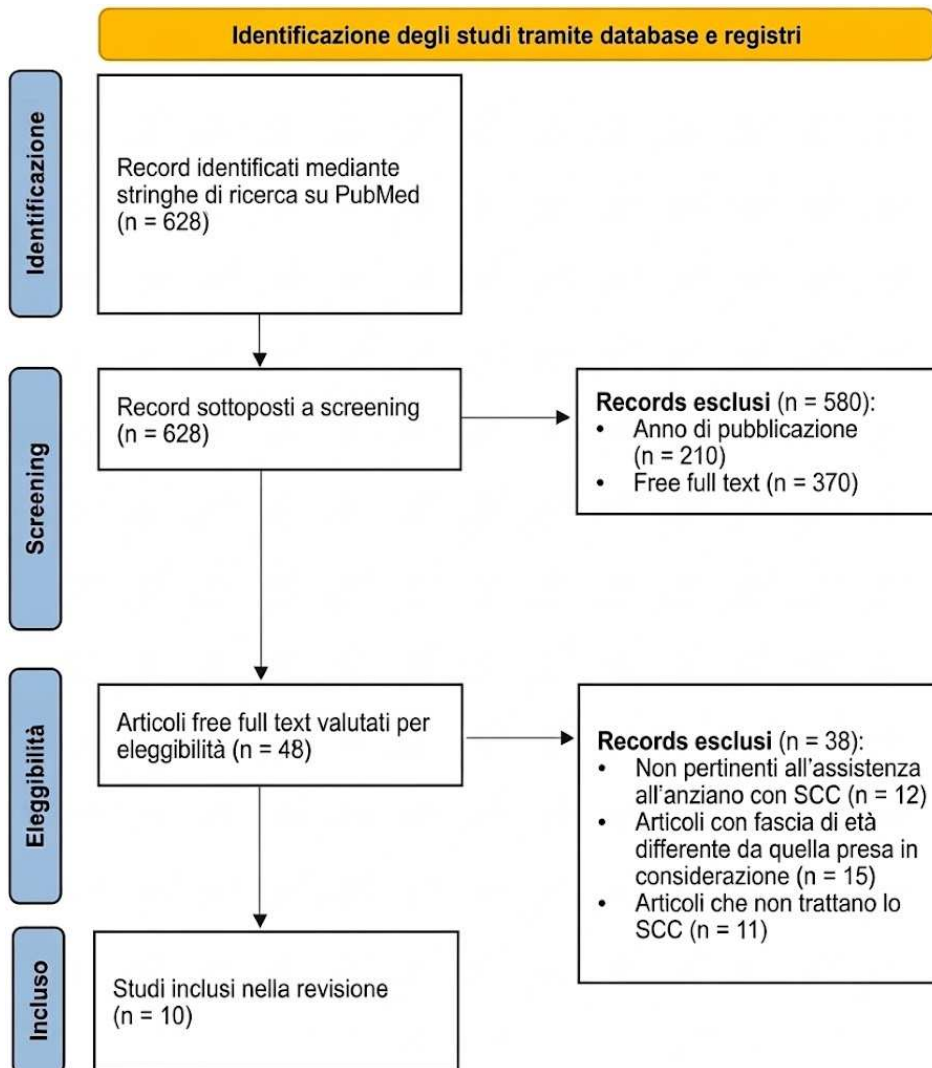 Identificazione degli studi tramite database e registri
Identificazione
Record identificati mediante
stringhe di ricerca su PubMed
(n = 628)
Screening
Record sottoposti a screening
(n = 628)
Records esclusi (n = 580):
• Anno di pubblicazione
(n = 210)
• Free full text (n = 370)
Eleggibilità
Articoli free full text valutati per
eleggibilità (n = 48)
Records esclusi (n = 38):
• Non pertinenti all'assistenza
all'anziano con SCC (n = 12)
• Articoli con fascia di età
differente da quella presa in
considerazione (n = 15)
• Articoli che non trattano lo
SCC (n = 11)
Incluso
Studi inclusi nella revisione
(n = 10)